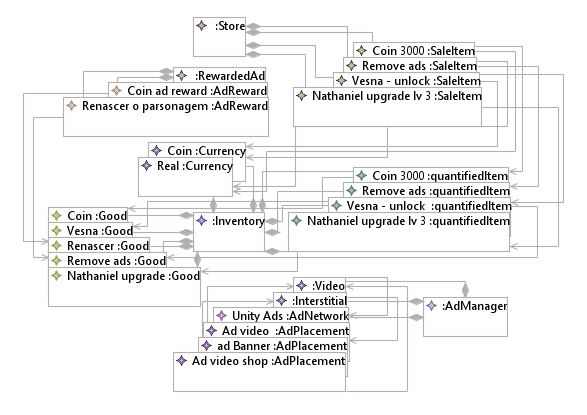 :Store
Coin 3000 :SaleItem
Remove ads :SaleItem
Vesna - unlock :SaleItem
Nathaniel upgrade lv 3 :SaleItem
:RewardedAd
Coin ad reward :AdReward
Renascer o parsonagem :AdReward
Coin :Currency
Real :Currency
Coin 3000 :quantifiedItem
Remove ads :quantifiedItem
Vesna - unlock :quantifiedItem
Nathaniel upgrade lv 3 :quantifiedItem
Coin :Good
Vesna :Good
Renascer :Good
Remove ads :Good
Nathaniel upgrade :Good
:Inventory
:Video
:Interstitial
Unity Ads :AdNetwork
Ad video :AdPlacement
ad Banner :AdPlacement
Ad video shop :AdPlacement
:AdManager